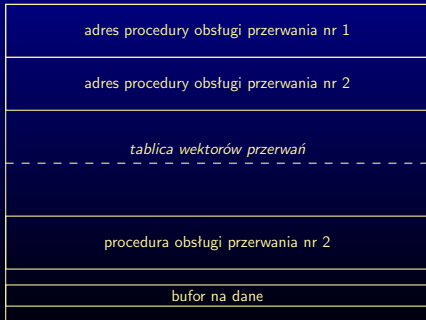 adres procedury obsługi przerwania nr 1
adres procedury obsługi przerwania nr 2
tablica wektorów przerwań
procedura obsługi przerwania nr 2
bufor na dane